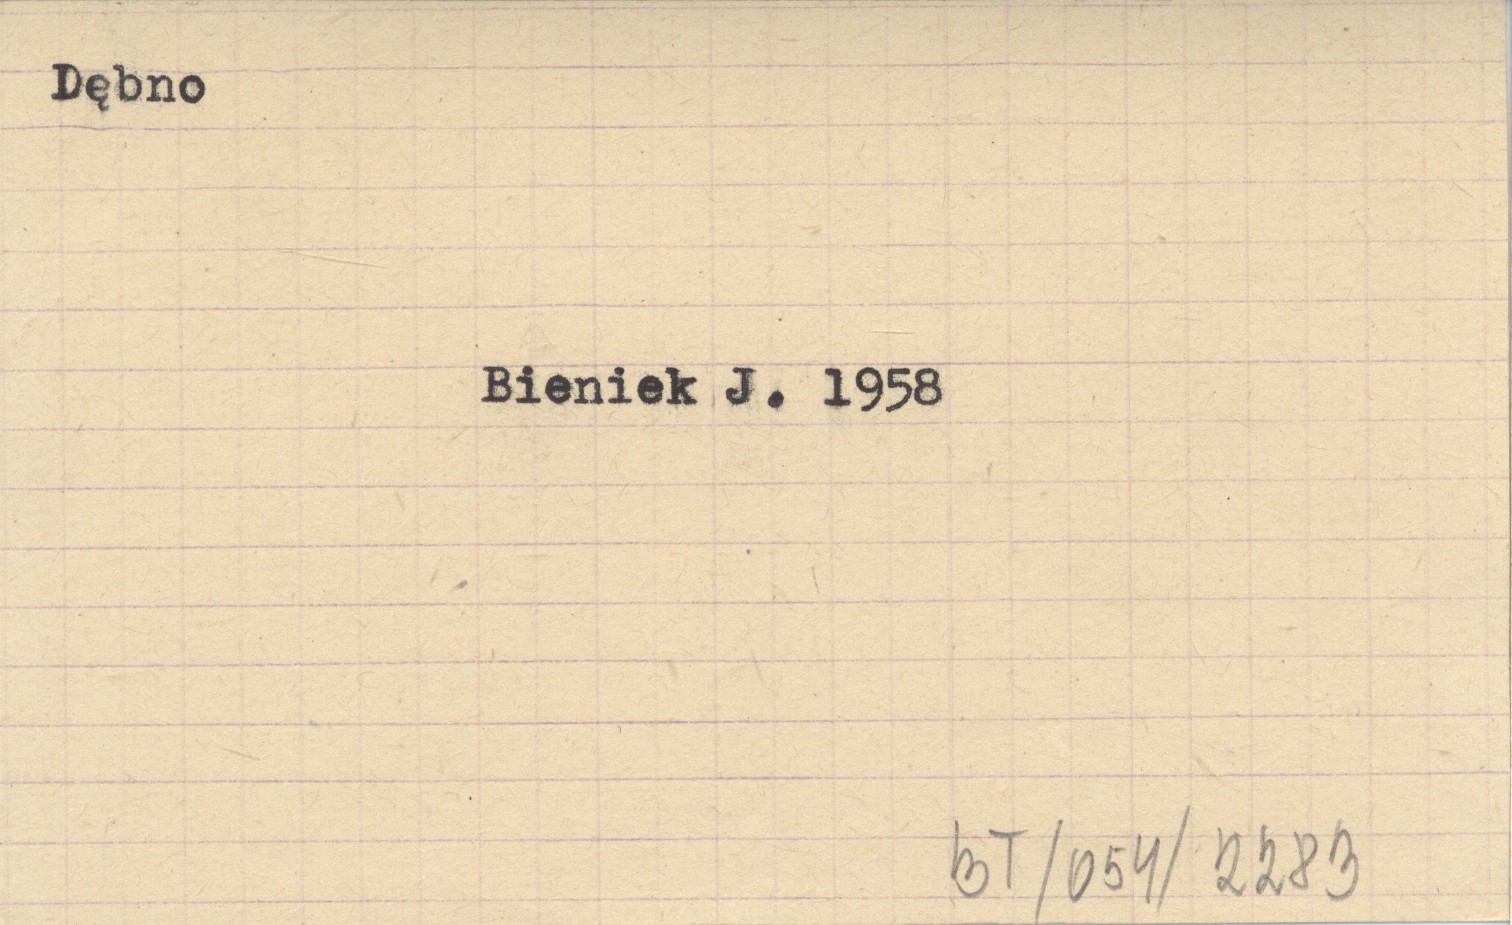 Dębno
Bieniek J. 1958
BT/054/2283